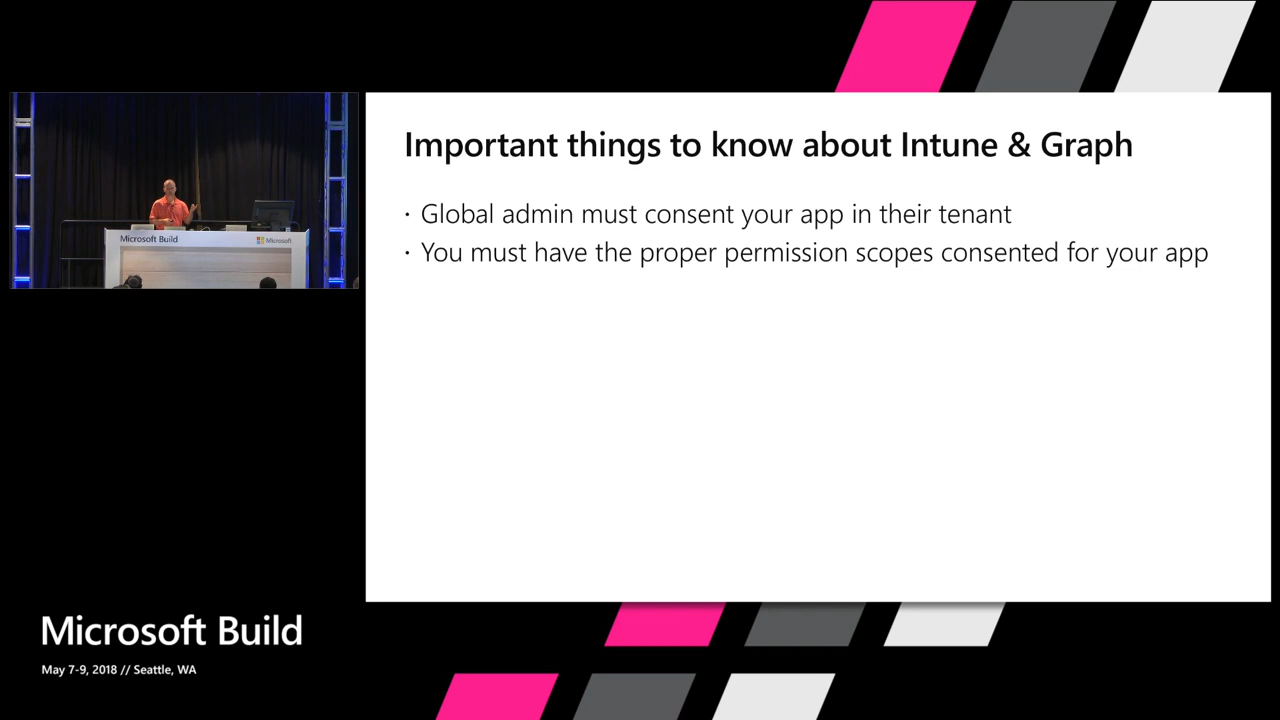 Microsoft Build
Microsoft
Important things to know about Intune & Graph
· Global admin must consent your app in their tenant
· You must have the proper permission scopes consented for your app
Microsoft Build
May 7-9, 2018 // Seattle, WA